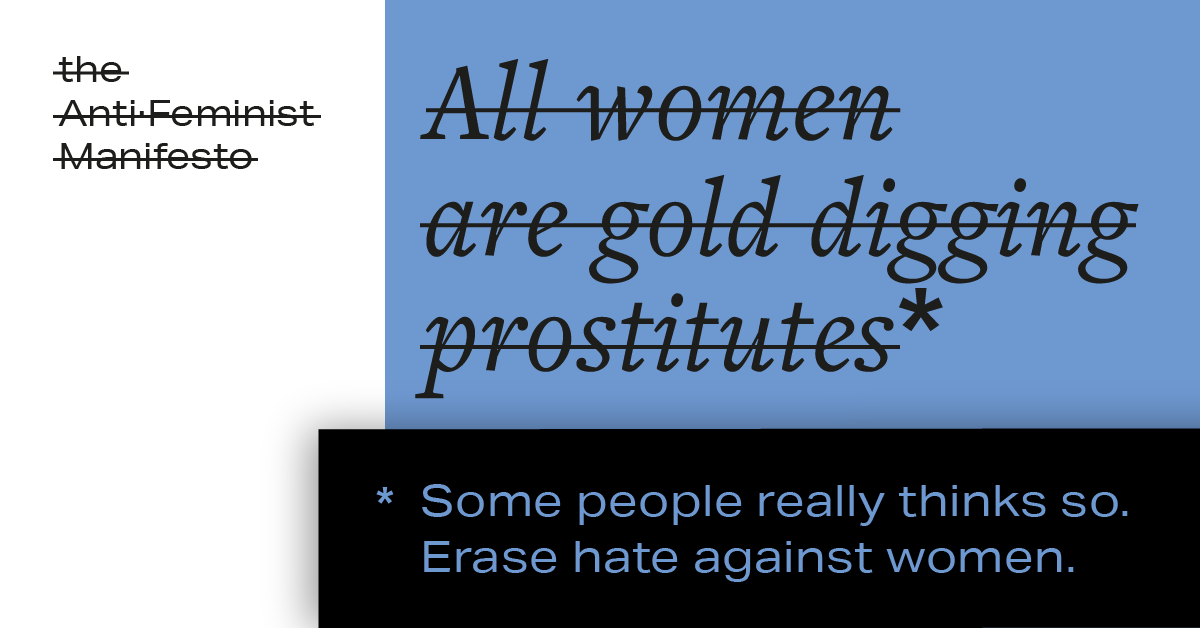 the
Anti-Feminist
Manifesto
All women
are gold digging
prostitutes*
* Some people really thinks so.
Erase hate against women.